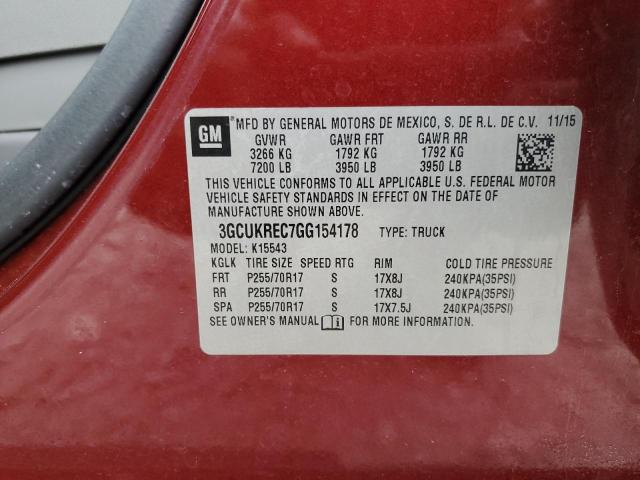 GM
MFD BY GENERAL MOTORS DE MEXICO, S. DE R.L. DE C.V. 11/15
GVWR GAWR FRT GAWR RR
3266 KG 1792 KG 1792 KG
7200 LB 3950 LB 3950 LB
THIS VEHICLE CONFORMS TO ALL APPLICABLE U.S. FEDERAL MOTOR
VEHICLE SAFETY STANDARDS IN EFFECT ON THE DATE OF
MANUFACTURE SHOWN ABOVE.
3GCUKREC7GG154178 TYPE: TRUCK
MODEL: K15543
KGLK TIRE SIZE SPEED RTG RIM COLD TIRE PRESSURE
FRT P255/70R17 S 17X8J 240KPA(35PSI)
RR P255/70R17 S 17X8J 240KPA(35PSI)
SPA P255/70R17 S 17X7.5J 240KPA(35PSI)
SEE OWNER'S MANUAL FOR MORE INFORMATION.